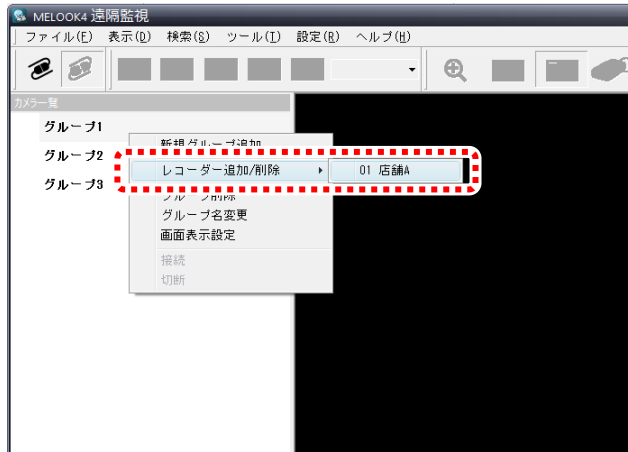 MELOOK4 遠隔監視
ファイル(F) 表示(D) 検索(S) ツール(T) 設定(R) ヘルプ(H)
カメラ一覧
グループ1
グループ2
グループ3
新規グループ追加
レコーダー追加/削除 01 店舗A
グループ削除
グループ名変更
画面表示設定
接続
切断